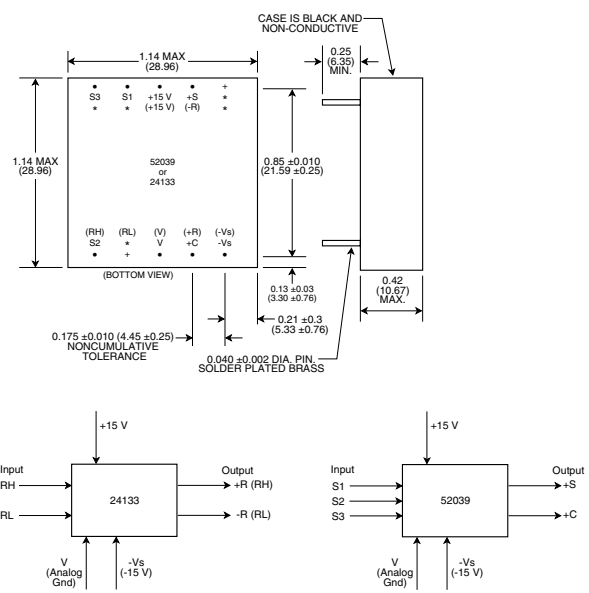 CASE IS BLACK AND
NON-CONDUCTIVE
1.14 MAX
(28.96)
0.25
(6.35)
MIN.
S3 S1 +15 V +S +
* * (+15 V) (-R) *
*
1.14 MAX
(28.96)
52039
or
24133
0.85 ±0.010
(21.59 ±0.25)
(RH) (RL) (V) (+R) (-Vs)
S2 * V +C -Vs
+
(BOTTOM VIEW)
0.13 ±0.03
(3.30 ±0.76)
0.42
(10.67)
MAX.
0.21 ±0.3
(5.33 ±0.76)
0.175 ±0.010 (4.45 ±0.25)
NONCUMULATIVE
TOLERANCE
0.040 ±0.002 DIA. PIN.
SOLDER PLATED BRASS
+15 V
Input
RH
RL
24133
Output
+R (RH)
-R (RL)
V
(Analog
Gnd)
-Vs
(-15 V)
+15 V
Input
S1
S2
S3
52039
Output
+S
+C
V
(Analog
Gnd)
-Vs
(-15 V)